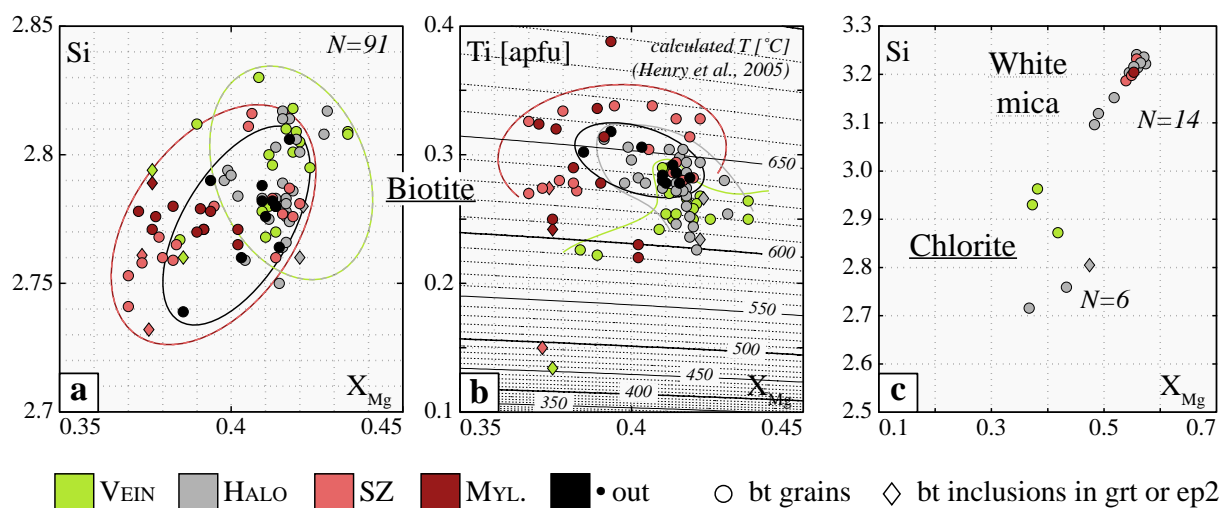 2.85
Si
N=91
2.8
2.75
2.7
a
X_Mg
0.35
0.4
0.45
Biotite
0.4
Ti [apfu]
calculated T [°C]
(Henry et al., 2005)
0.3
0.2
0.1
650
600
550
500
450
400
350
b
X_Mg
0.35
0.4
0.45
3.3
3.2
3.1
3.0
2.9
2.8
2.7
2.6
2.5
Si
White
mica
N=14
Chlorite
N=6
c
X_Mg
0.1
0.3
0.5
0.7
VEIN
HALO
SZ
MYL.
• out
bt grains
bt inclusions in grt or ep2